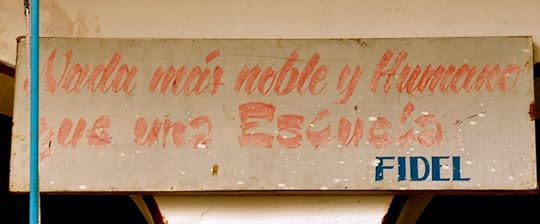 Nada más noble y Humano
que una Escuela.
FIDEL